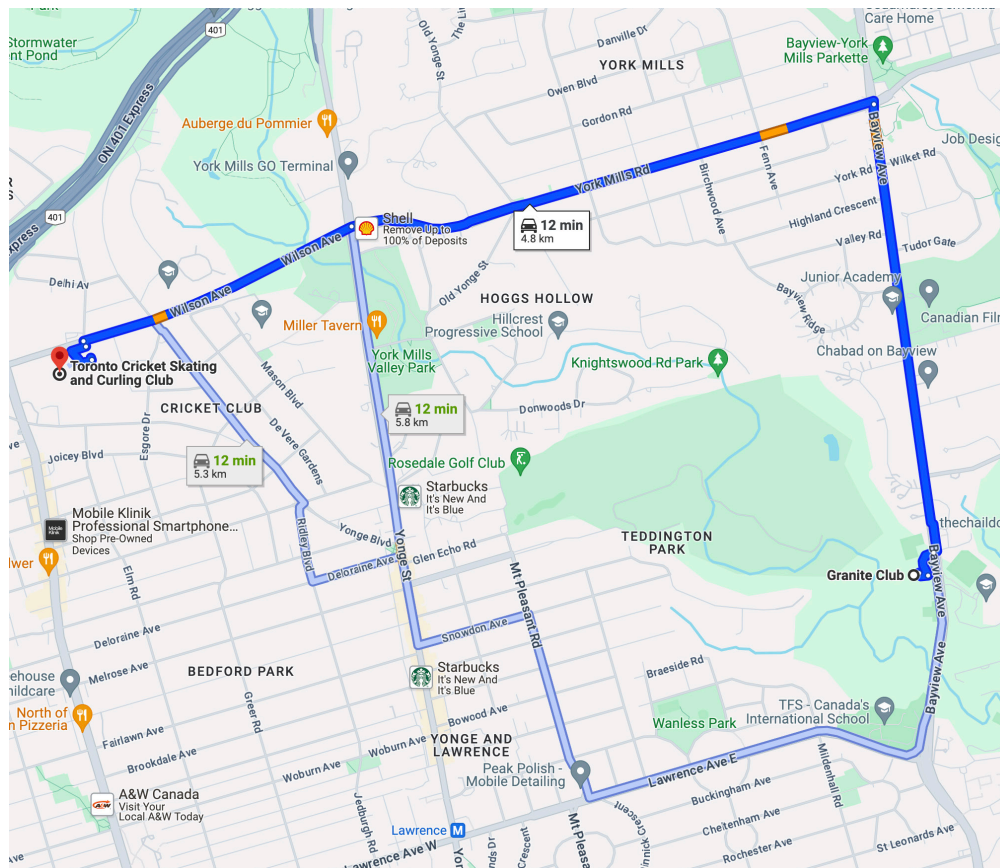 Park
Care Home
401
Stormwater
ent Pond
Old Yonge St
Danville Dr
Bayview-York
Mills Parkette
YORK MILLS
Owen Blvd
ON 401 Express
Auberge du Pommier
Gordon Rd
Bayview Ave
Job Desig
York Mills GO Terminal
Fenn Ave
York Rd
Wilket Rd
York Mills Rd
Birchwood Ave
401
xpress
Shell
Remove Up to
100% of Deposits
12 min
4.8 km
Highland Crescent
Valley Rd
Tudor Gate
Wilson Ave
Old Yonge St
Junior Academy
Delhi Av
Wilson Ave
HOGGS HOLLOW
Bayview Ridge
Canadian Film
Miller Tavern
Hillcrest
Progressive School
York Mills
Valley Park
Knightswood Rd Park
Chabad on Bayview
Toronto Cricket Skating
and Curling Club
Mason Blvd
CRICKET CLUB
12 min
5.8 km
Donwoods Dr
Esgore Dr
De Vere Gardens
Joicey Blvd
12 min
5.3 km
Rosedale Golf Club
Starbucks
It's New And
It's Blue
Mobile Klinik
Professional Smartphone...
Shop Pre-Owned
Devices
Ridley Blvd
Yonge Blvd
Yonge St
Glen Echo Rd
TEDDINGTON
PARK
thechaild
lwer
Deloraine Ave
Elm Rd
Mt Pleasant Rd
Granite Club
Bayview Ave
Snowdon Ave
Deloraine Ave
Melrose Ave
BEDFORD PARK
Starbucks
It's New And
It's Blue
Braeside Rd
Bayview Ave
ehouse
hildcare
Greer Rd
Bowood Ave
Wanless Park
TFS - Canada's
International School
North of
n Pizzeria
Fairlawn Ave
YONGE AND
LAWRENCE
Brookdale Ave
Woburn Ave
Woburn Ave
Peak Polish -
Mobile Detailing
Lawrence Ave E
Mildenhall Rd
Buckingham Ave
A&W
A&W Canada
Visit Your
Local A&W Today
Jedburgh Rd
Lawrence M
Crescent
Cheltenham Ave
St Leonards Ave
Lawrence Ave W
Rochester Ave